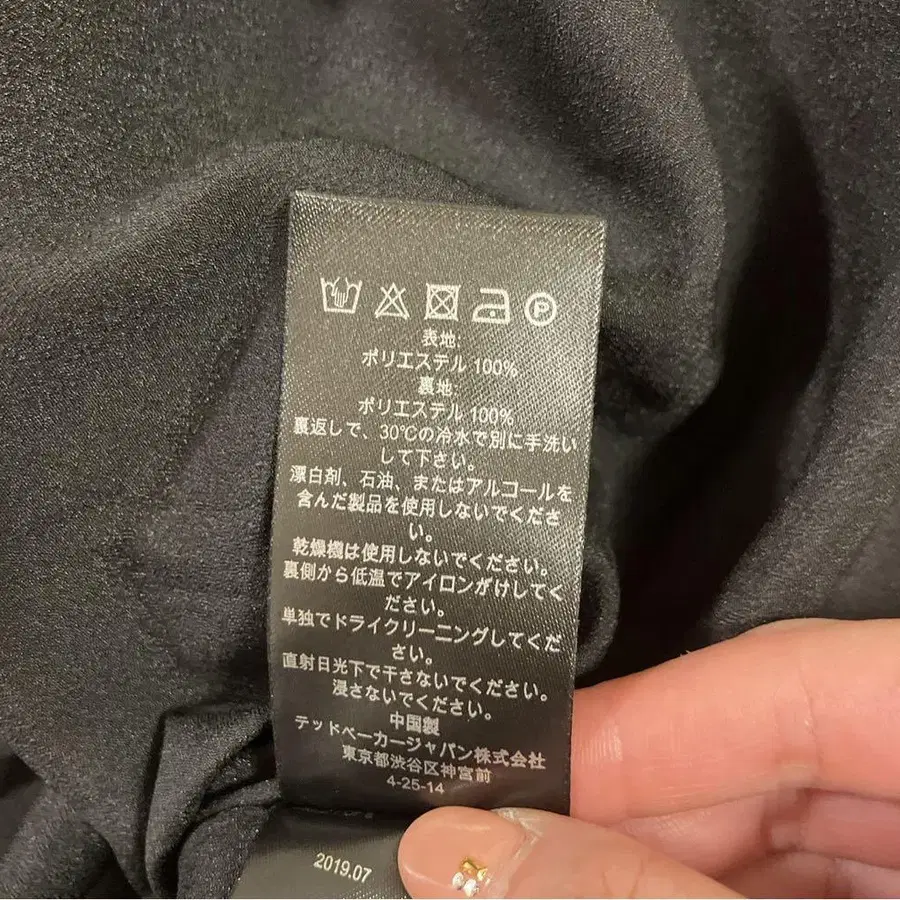 P
表地:
ポリエステル 100%
裏地:
ポリエステル 100%
裏返しで、30℃の冷水で別に手洗い
して下さい。
漂白剤、石油、またはアルコールを
含んだ製品を使用しないでくださ
い。
乾燥機は使用しないでください。
裏側から低温でアイロンがけしてく
ださい。
単独でドライクリーニングしてくだ
さい。
直射日光下で干さないでください。
浸さないでください。
中国製
テッドベーカージャパン株式会社
東京都渋谷区神宮前
4-25-14
2019.07